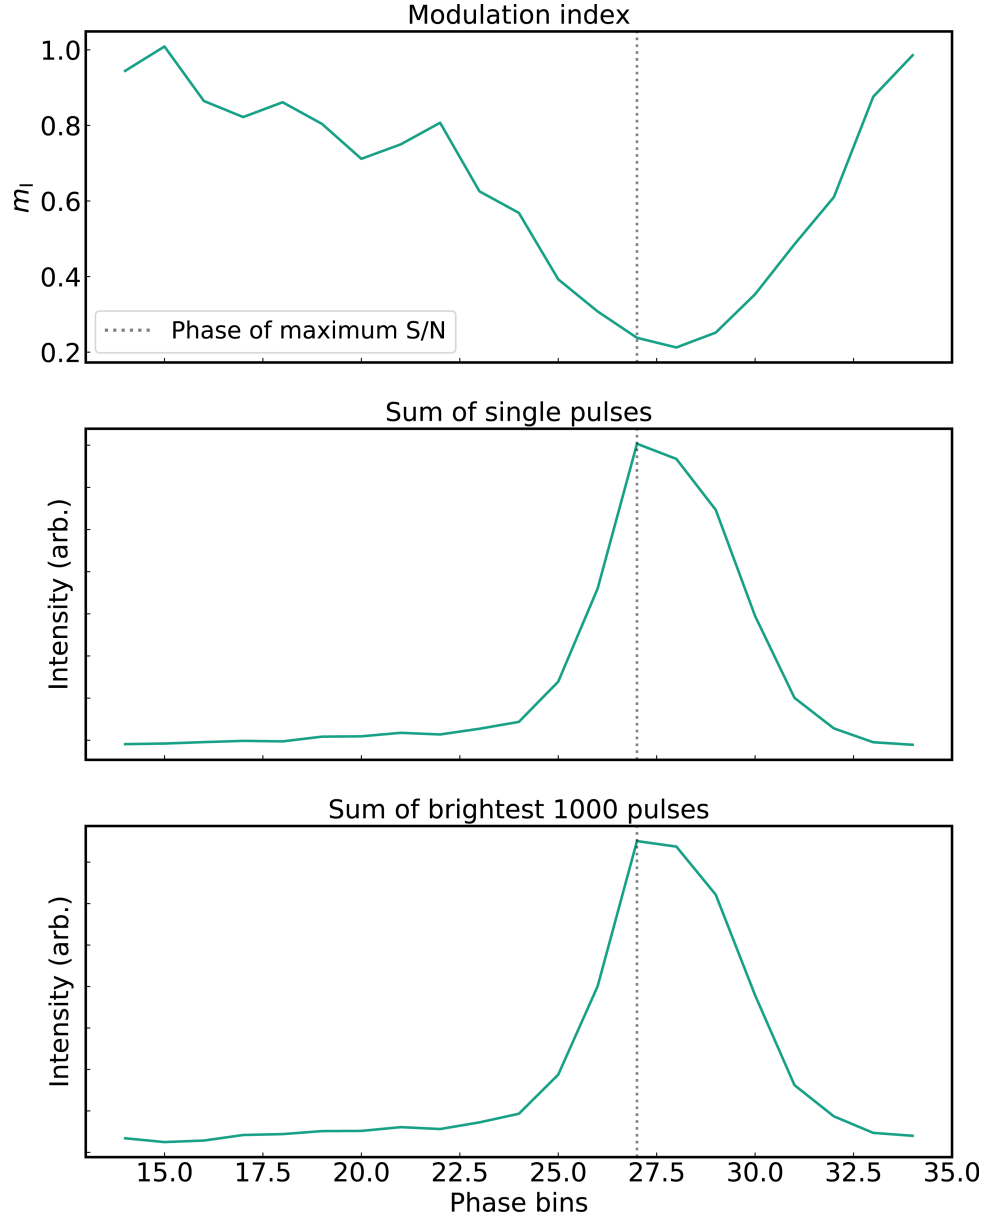 Modulation index
1.0
0.8
0.6
0.4
0.2
mI
Phase of maximum S/N
Sum of single pulses
Intensity (arb.)
Sum of brightest 1000 pulses
Intensity (arb.)
15.0 17.5 20.0 22.5 25.0 27.5 30.0 32.5 35.0
Phase bins